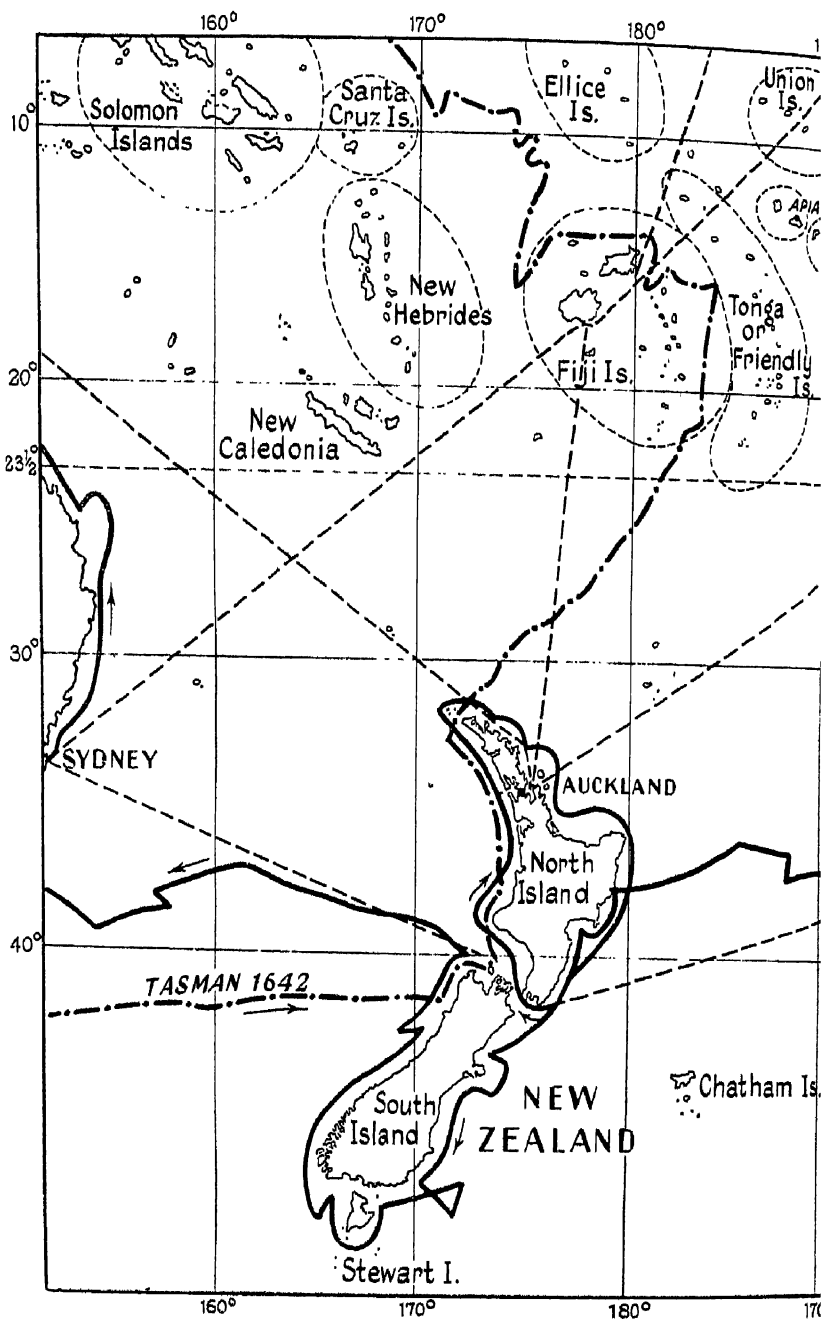 160°
170°
180°
1
Solomon
Islands
Santa
Cruz Is.
Ellice
Is.
Union
Is.
10°
APIA
New
Hebrides
Tonga
or
Friendly
Is.
Fiji Is.
20°
New
Caledonia
23½°
30°
SYDNEY
AUCKLAND
North
Island
40°
TASMAN 1642
Chatham Is.
South
Island
NEW
ZEALAND
Stewart I.
160°
170°
180°
170